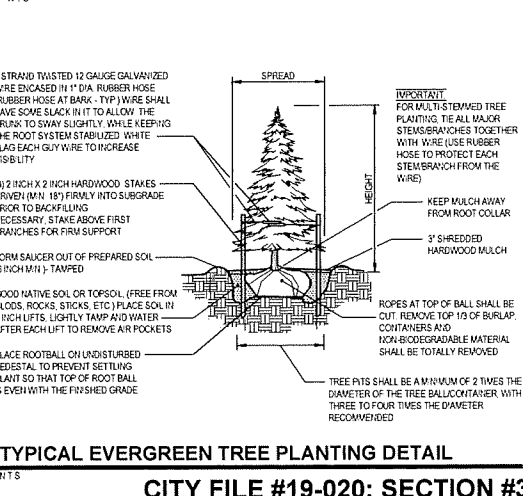 STRAND TWISTED 12 GAUGE GALVANIZED
WIRE ENCASED IN 1" DIA. RUBBER HOSE
RUBBER HOSE AT BARK - TYP.) WIRE SHALL
HAVE SOME SLACK IN IT TO ALLOW THE
TRUNK TO SWAY SLIGHTLY, WHILE KEEPING
THE ROOT SYSTEM STABILIZED WHITE
FLAG EACH GUY WIRE TO INCREASE
VISIBILITY
2 INCH X 2 INCH HARDWOOD STAKES
DRIVEN (MIN. 18") FIRMLY INTO SUBGRADE
PRIOR TO BACKFILLING
NECESSARY, STAKE ABOVE FIRST
BRANCHES FOR FIRM SUPPORT
FORM SAUCER OUT OF PREPARED SOIL
INCH MIN.)- TAMPED
GOOD NATIVE SOIL OR TOPSOIL, (FREE FROM
CLODS, ROCKS, STICKS, ETC.) PLACE SOIL IN
INCH LIFTS, LIGHTLY TAMP AND WATER
AFTER EACH LIFT TO REMOVE AIR POCKETS
PLACE ROOTBALL ON UNDISTURBED
PEDESTAL TO PREVENT SETTLING
PLANT SO THAT TOP OF ROOT BALL
IS EVEN WITH THE FINISHED GRADE
SPREAD
HEIGHT
IMPORTANT:
FOR MULTI-STEMMED TREE
PLANTING, TIE ALL MAJOR
STEMS/BRANCHES TOGETHER
WITH WIRE (USE RUBBER
HOSE TO PROTECT EACH
STEM/BRANCH FROM THE
WIRE)
KEEP MULCH AWAY
FROM ROOT COLLAR
3" SHREDDED
HARDWOOD MULCH
ROPES AT TOP OF BALL SHALL BE
CUT. REMOVE TOP 1/3 OF BURLAP,
CONTAINERS AND
NON-BIODEGRADABLE MATERIAL
SHALL BE TOTALLY REMOVED
TREE PITS SHALL BE A MINIMUM OF 2 TIMES THE
DIAMETER OF THE TREE BALL/CONTAINER, WITH
THREE TO FOUR TIMES THE DIAMETER
RECOMMENDED
TYPICAL EVERGREEN TREE PLANTING DETAIL
NTS
CITY FILE #19-020: SECTION #3